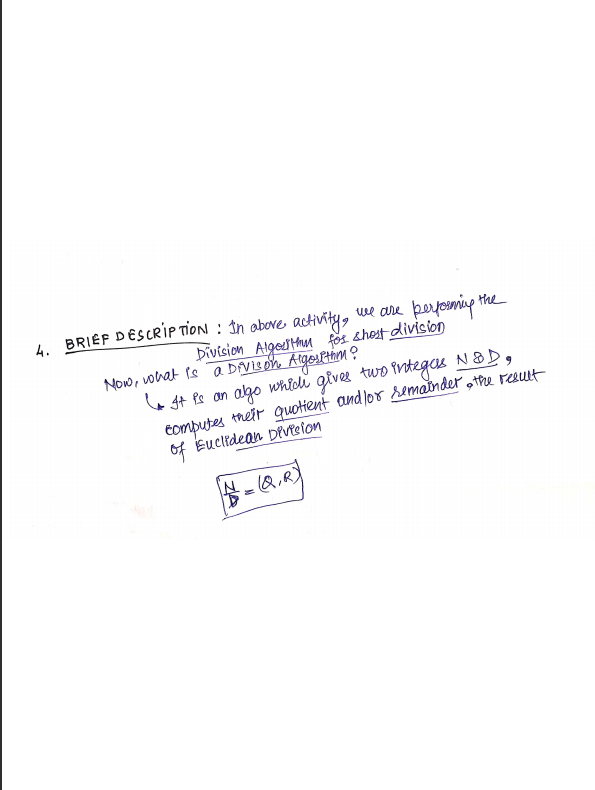 4. BRIEF DESCRIPTION : In above activity, we are performing the
Division Algorithm for short division
Now, what is a Divison Algorithm?
↳ It is an algo which gives two integers N & D,
computes their quotient and/or remainder, the result
of Euclidean Division
N/D = (Q, R)